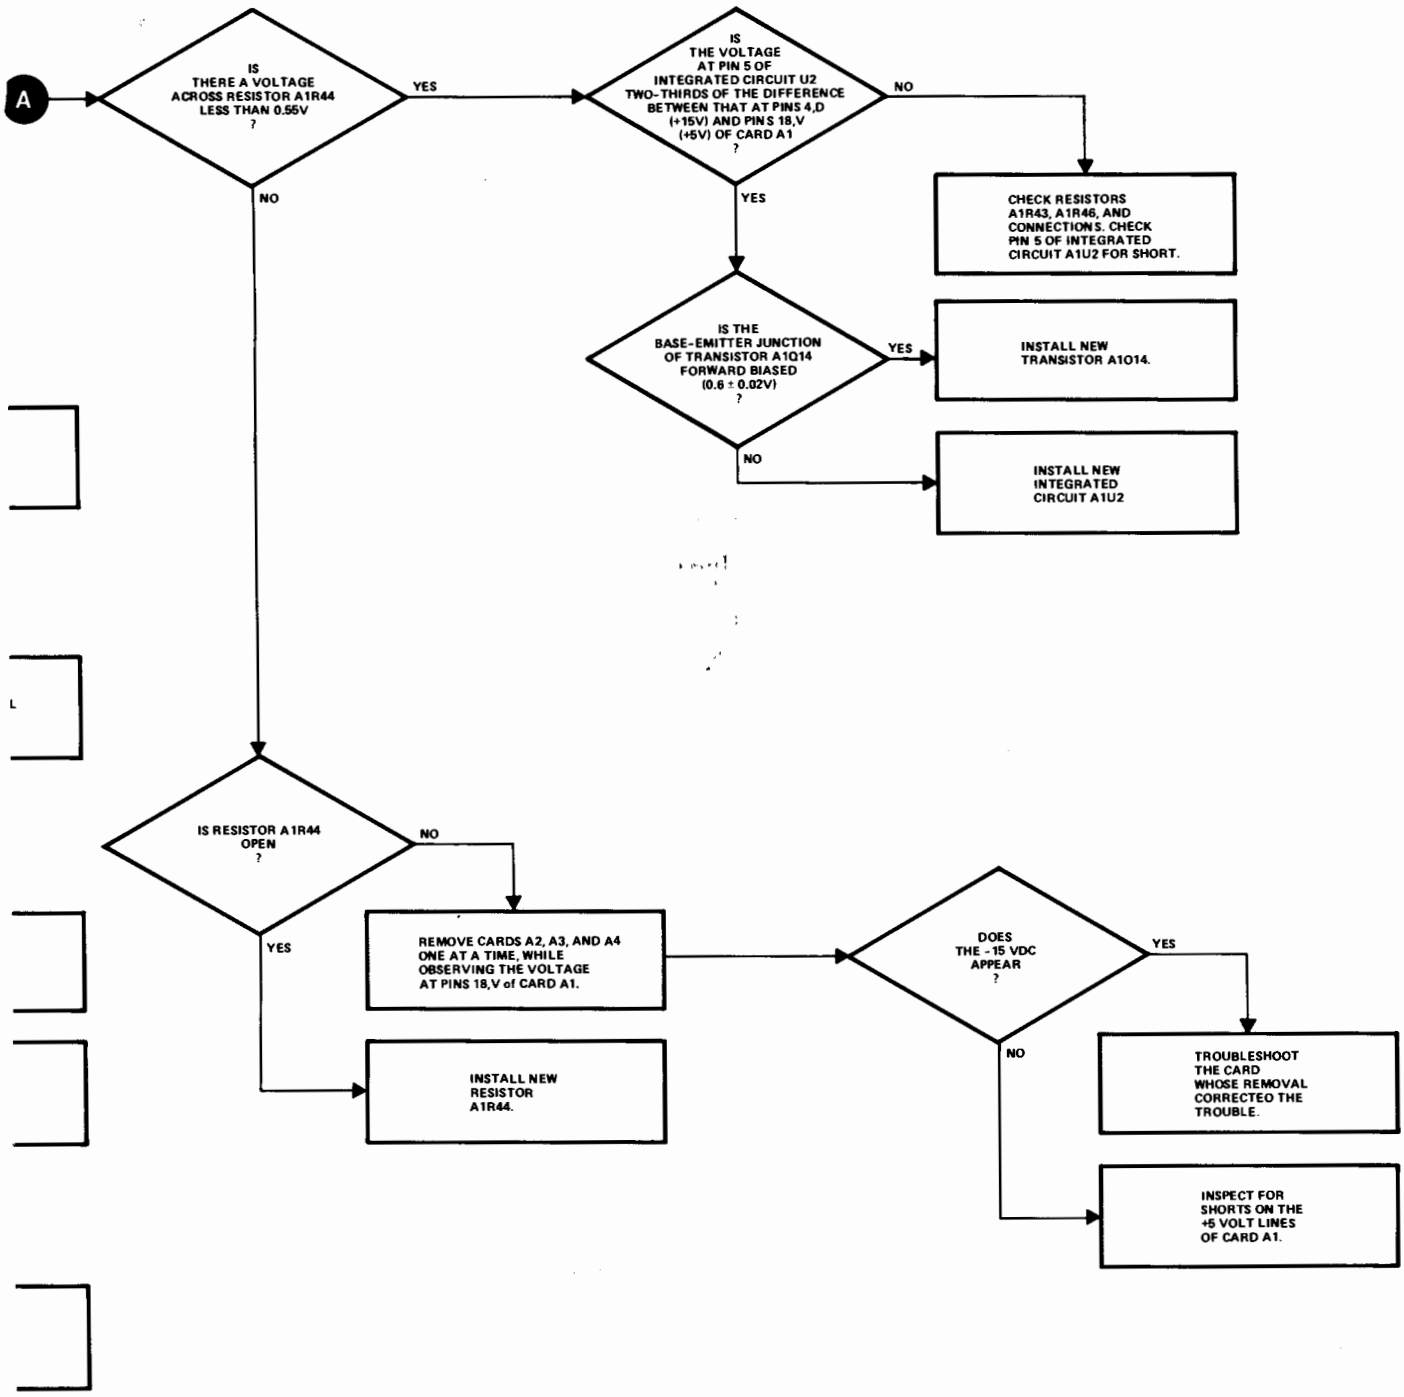 A
IS
THERE A VOLTAGE
ACROSS RESISTOR A1R44
LESS THAN 0.55V
?
YES
NO
IS
THE VOLTAGE
AT PIN 5 OF
INTEGRATED CIRCUIT U2
TWO-THIRDS OF THE DIFFERENCE
BETWEEN THAT AT PINS 4,D
(+15V) AND PINS 18,V
(+5V) OF CARD A1
?
NO
YES
CHECK RESISTORS
A1R43, A1R46, AND
CONNECTIONS. CHECK
PIN 5 OF INTEGRATED
CIRCUIT A1U2 FOR SHORT.
IS THE
BASE-EMITTER JUNCTION
OF TRANSISTOR A1Q14
FORWARD BIASED
(0.6 ± 0.02V)
?
YES
NO
INSTALL NEW
TRANSISTOR A1O14.
INSTALL NEW
INTEGRATED
CIRCUIT A1U2
L
IS RESISTOR A1R44
OPEN
?
NO
YES
REMOVE CARDS A2, A3, AND A4
ONE AT A TIME, WHILE
OBSERVING THE VOLTAGE
AT PINS 18,V of CARD A1.
INSTALL NEW
RESISTOR
A1R44.
DOES
THE -15 VDC
APPEAR
?
YES
NO
TROUBLESHOOT
THE CARD
WHOSE REMOVAL
CORRECTEO THE
TROUBLE.
INSPECT FOR
SHORTS ON THE
+5 VOLT LINES
OF CARD A1.